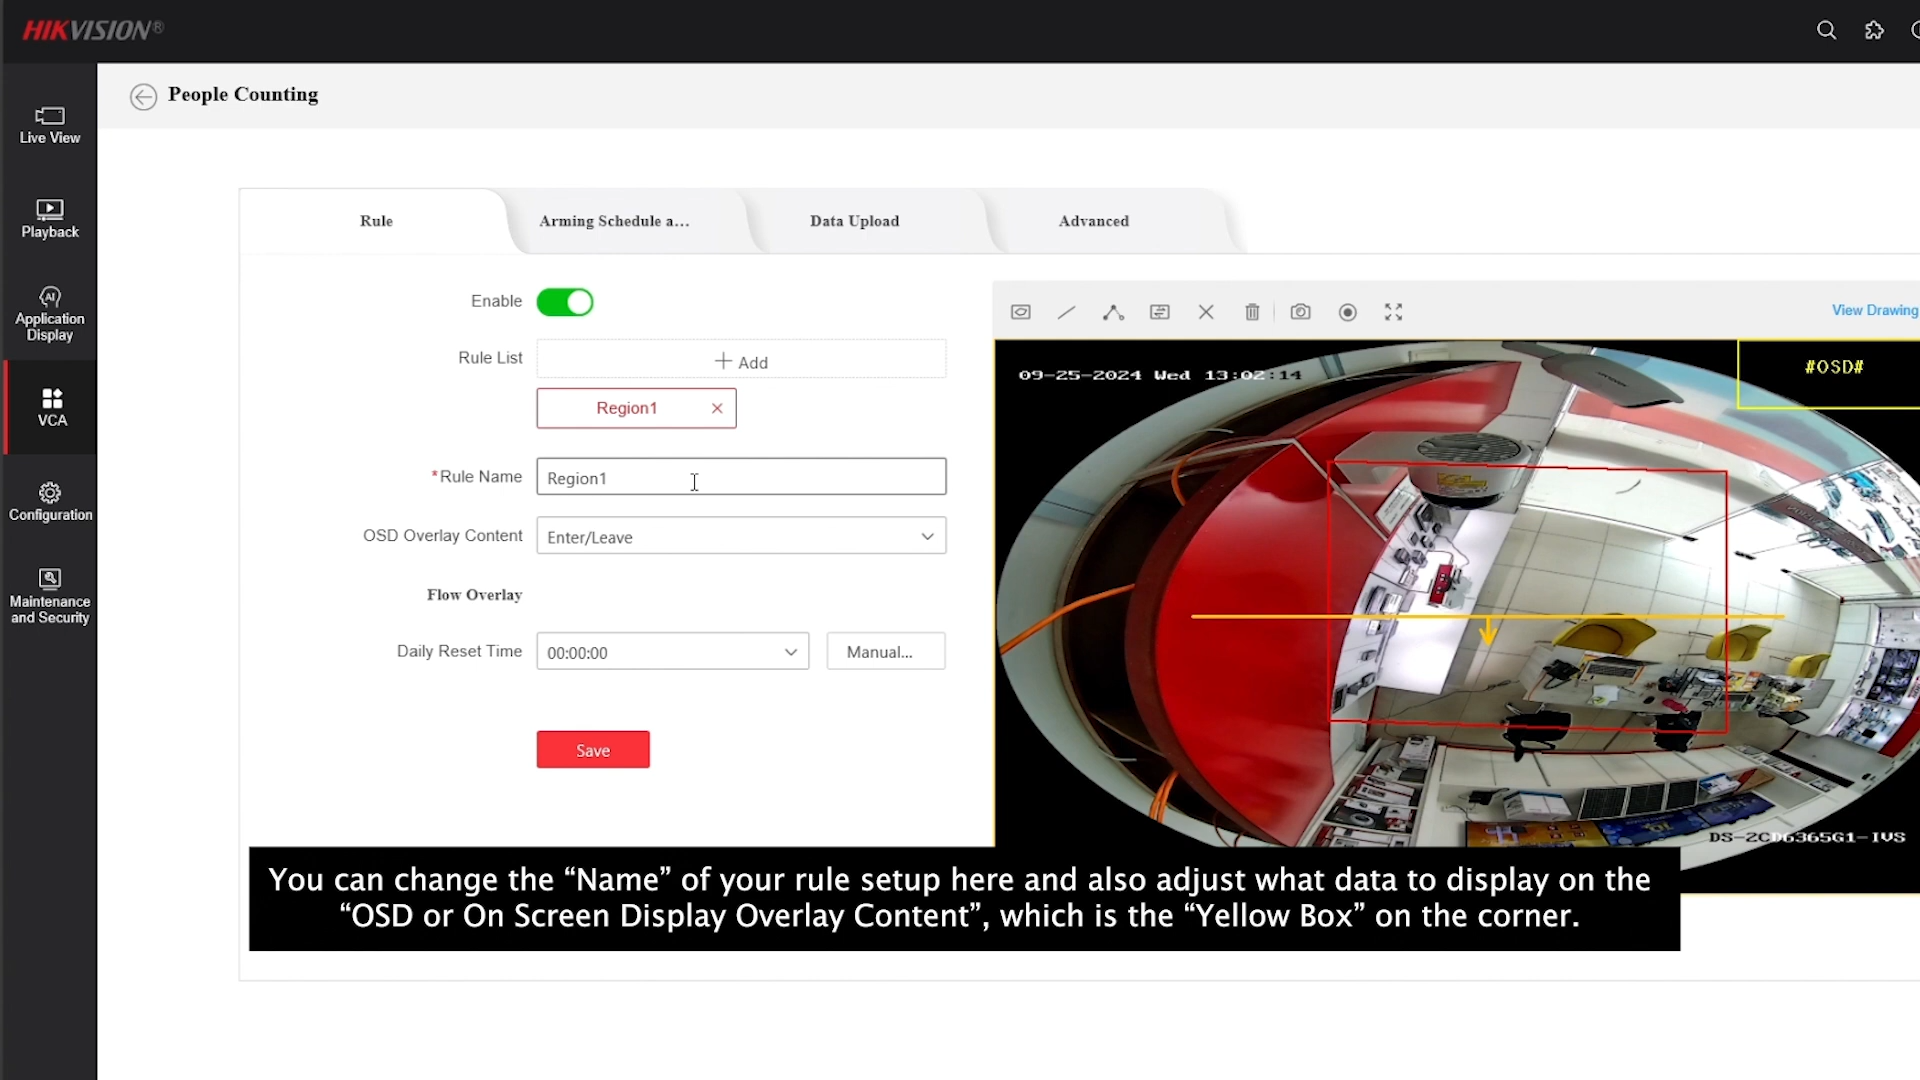 HIKVISION®
People Counting
Live View
Playback
AI
Application
Display
VCA
Configuration
Maintenance
and Security
Rule
Arming Schedule a...
Data Upload
Advanced
Enable
Rule List
+ Add
Region1 ×
*Rule Name
Region1
OSD Overlay Content
Enter/Leave
Flow Overlay
Daily Reset Time
00:00:00
Manual...
Save
View Drawing
09-25-2024 Wed 13:02:14
#OSD#
DS-2CD6365G1-IVS
You can change the “Name” of your rule setup here and also adjust what data to display on the
“OSD or On Screen Display Overlay Content”, which is the “Yellow Box” on the corner.